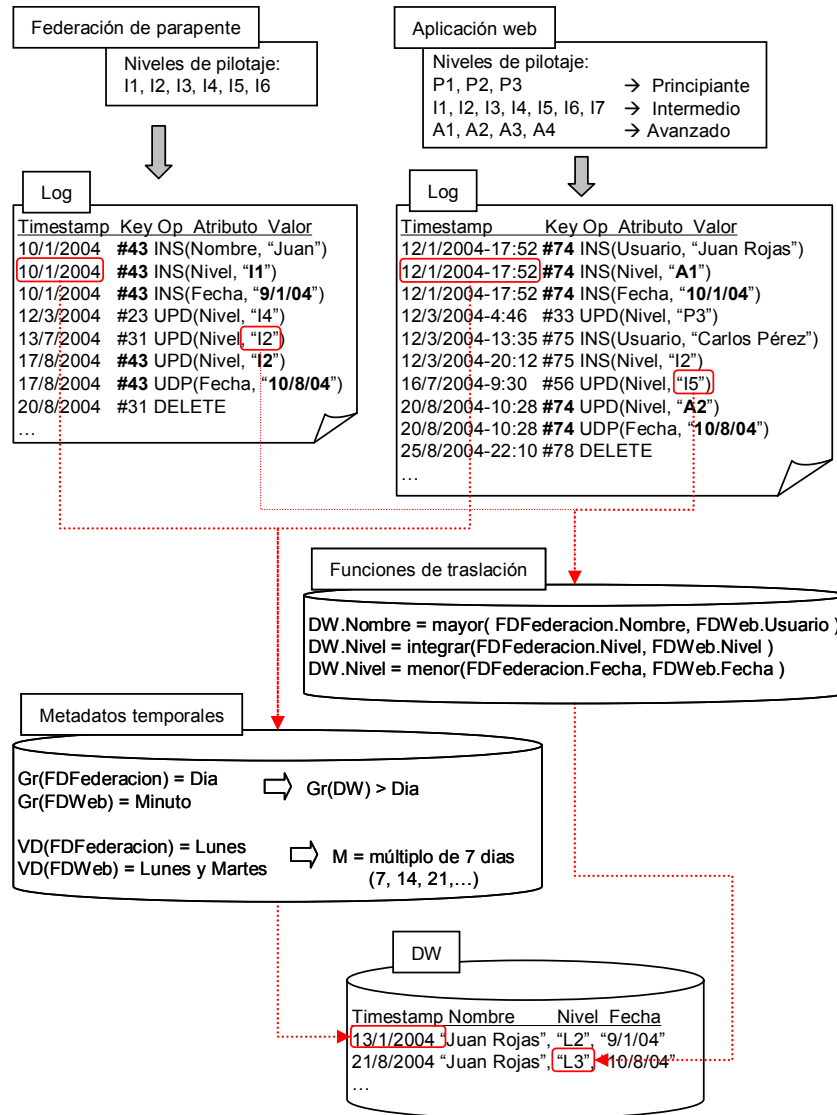 Federación de parapente
Niveles de pilotaje:
I1, I2, I3, I4, I5, I6
Aplicación web
Niveles de pilotaje:
P1, P2, P3 → Principiante
I1, I2, I3, I4, I5, I6, I7 → Intermedio
A1, A2, A3, A4 → Avanzado
Log
Timestamp Key Op Atributo Valor
10/1/2004 #43 INS(Nombre, “Juan”)
10/1/2004 #43 INS(Nivel, “I1”)
10/1/2004 #43 INS(Fecha, “9/1/04”)
12/3/2004 #23 UPD(Nivel, “I4”)
13/7/2004 #31 UPD(Nivel, “I2”)
17/8/2004 #43 UPD(Nivel, “I2”)
17/8/2004 #43 UDP(Fecha, “10/8/04”)
20/8/2004 #31 DELETE
…
Log
Timestamp Key Op Atributo Valor
12/1/2004-17:52 #74 INS(Usuario, “Juan Rojas”)
12/1/2004-17:52 #74 INS(Nivel, “A1”)
12/1/2004-17:52 #74 INS(Fecha, “10/1/04”)
12/3/2004-4:46 #33 UPD(Nivel, “P3”)
12/3/2004-13:35 #75 INS(Usuario, “Carlos Pérez”)
12/3/2004-20:12 #75 INS(Nivel, “I2”)
16/7/2004-9:30 #56 UPD(Nivel, “I5”)
20/8/2004-10:28 #74 UPD(Nivel, “A2”)
20/8/2004-10:28 #74 UDP(Fecha, “10/8/04”)
25/8/2004-22:10 #78 DELETE
…
Funciones de traslación
DW.Nombre = mayor( FDFederacion.Nombre, FDWeb.Usuario )
DW.Nivel = integrar(FDFederacion.Nivel, FDWeb.Nivel )
DW.Nivel = menor(FDFederacion.Fecha, FDWeb.Fecha )
Metadatos temporales
Gr(FDFederacion) = Dia
Gr(FDWeb) = Minuto
Gr(DW) > Dia
VD(FDFederacion) = Lunes
VD(FDWeb) = Lunes y Martes
M = múltiplo de 7 dias
(7, 14, 21,…)
DW
Timestamp Nombre Nivel Fecha
13/1/2004 “Juan Rojas”, “L2”, “9/1/04”
21/8/2004 “Juan Rojas”, “L3”, “10/8/04”
…